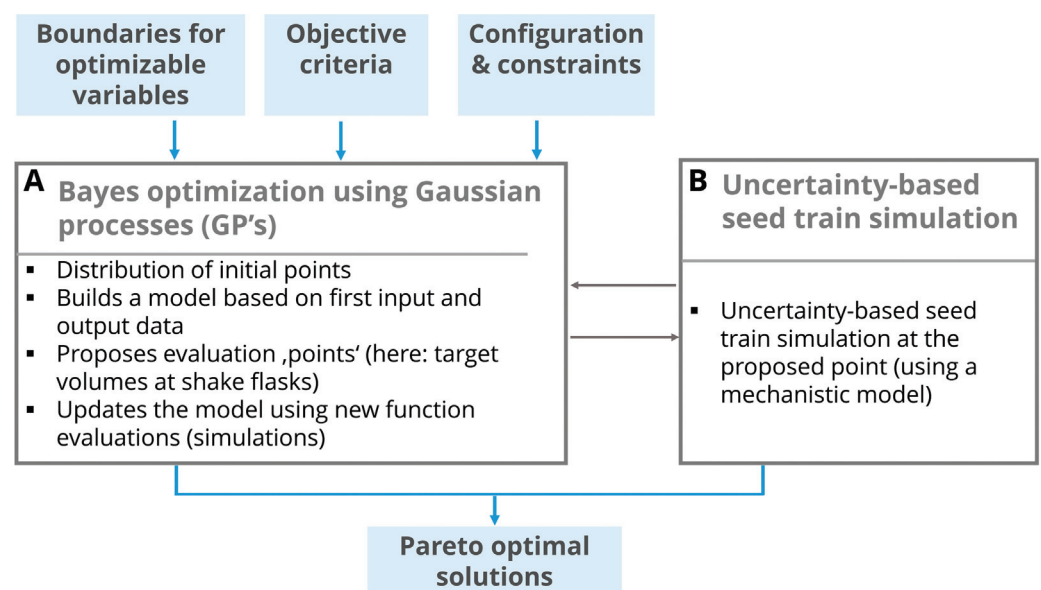 Boundaries for
optimizable
variables
Objective
criteria
Configuration
& constraints
A
Bayes optimization using Gaussian
processes (GP's)
▪ Distribution of initial points
▪ Builds a model based on first input and
output data
▪ Proposes evaluation ‚points‘ (here: target
volumes at shake flasks)
▪ Updates the model using new function
evaluations (simulations)
B
Uncertainty-based
seed train simulation
▪ Uncertainty-based seed
train simulation at the
proposed point (using a
mechanistic model)
Pareto optimal
solutions